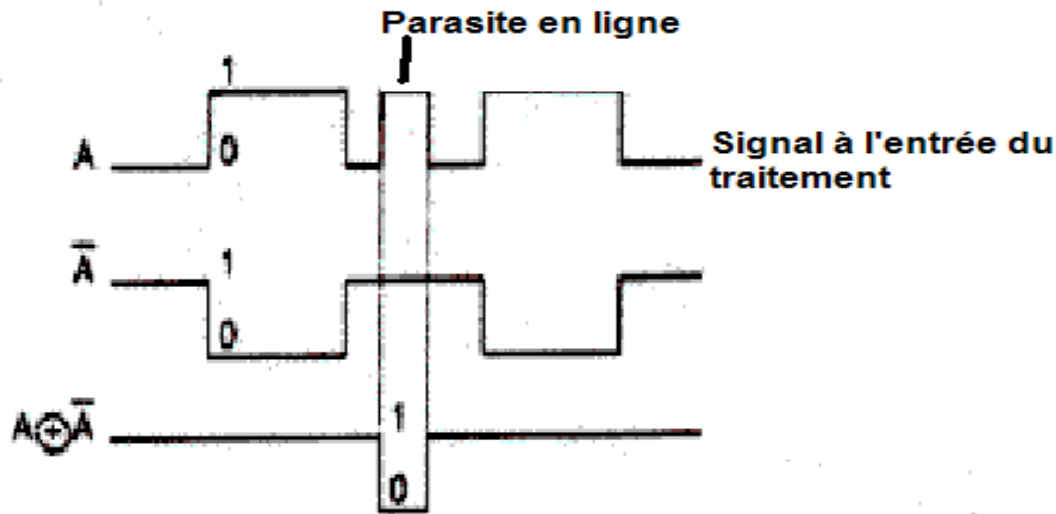 Parasite en ligne
1
A 0
Signal à l'entrée du
traitement
A̅ 1
0
A⊕A̅ 1
0